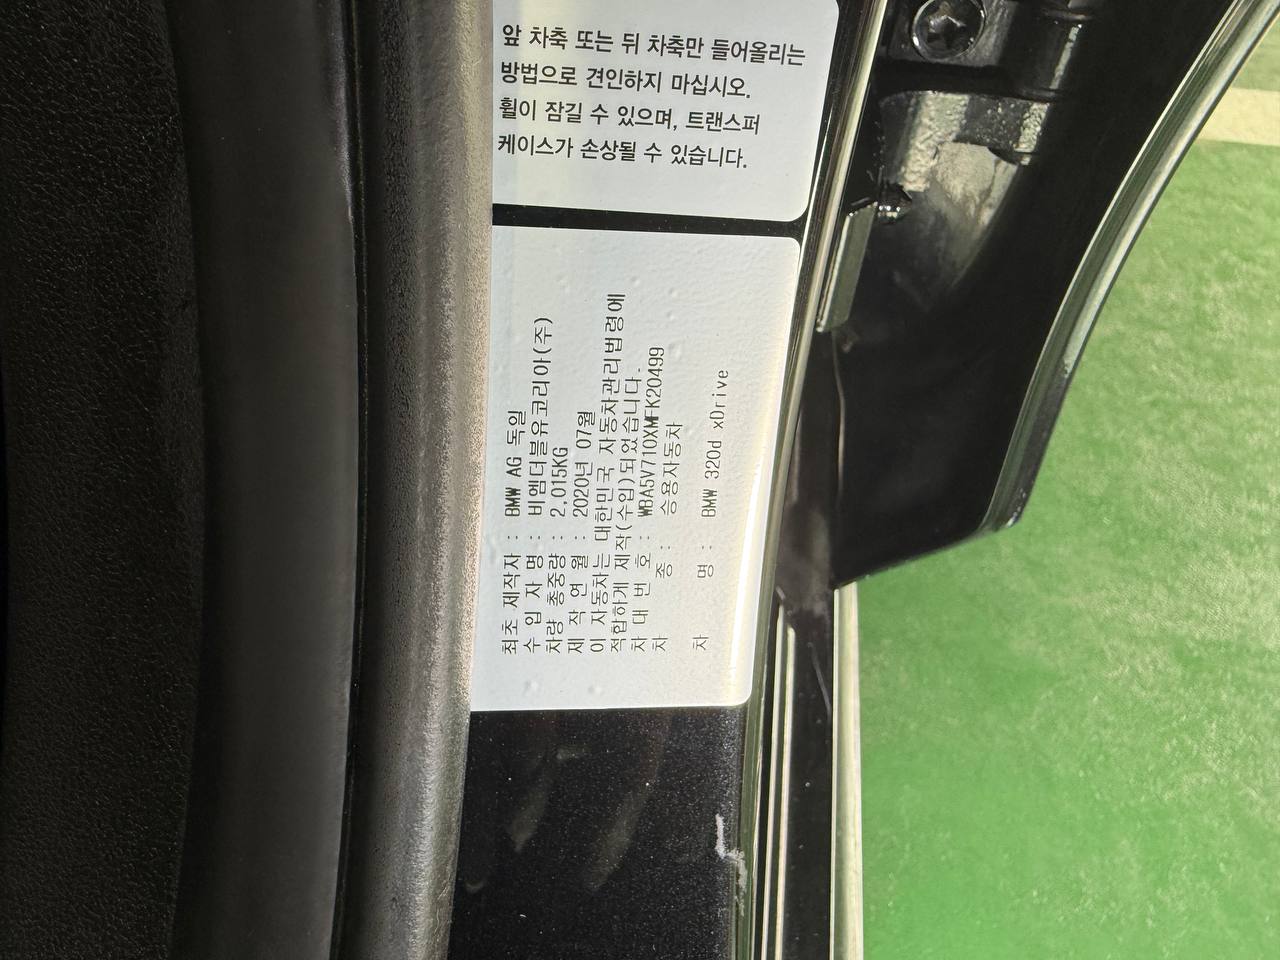 앞 차축 또는 뒤 차축만 들어올리는
방법으로 견인하지 마십시오.
휠이 잠길 수 있으며, 트랜스퍼
케이스가 손상될 수 있습니다.
최초 제작자 : BMW AG 독일
수 입 자 명 : 비엠더블유코리아(주)
차량 총중량 : 2,015KG
제 작 연 월 : 2020년 07월
이 자동차는 대한민국 자동차관리법령에
적합하게 제작(수입)되었습니다.
차 대 번 호 : WBA5V710XMFK20499
차 종 : 승용자동차
차 명 : BMW 320d xDrive